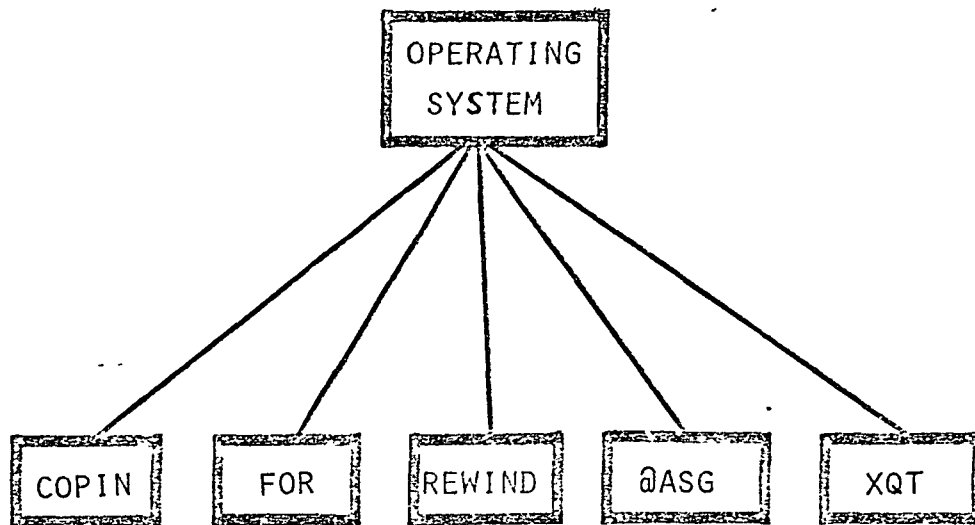 OPERATING
SYSTEM
COPIN
FOR
REWIND
@ASG
XQT